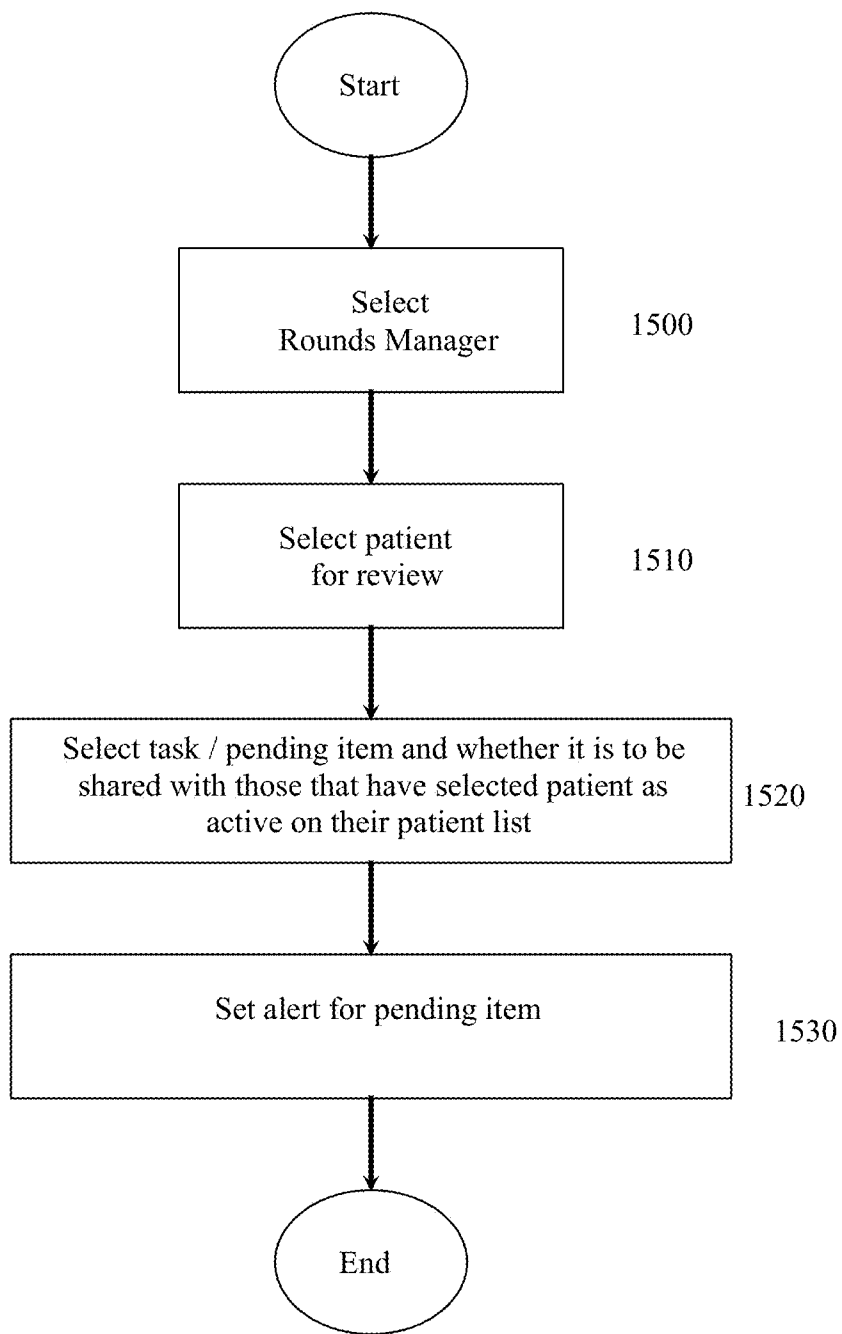 Start
Select
Rounds Manager
1500
Select patient
for review
1510
Select task / pending item and whether it is to be
shared with those that have selected patient as
active on their patient list
1520
Set alert for pending item
1530
End